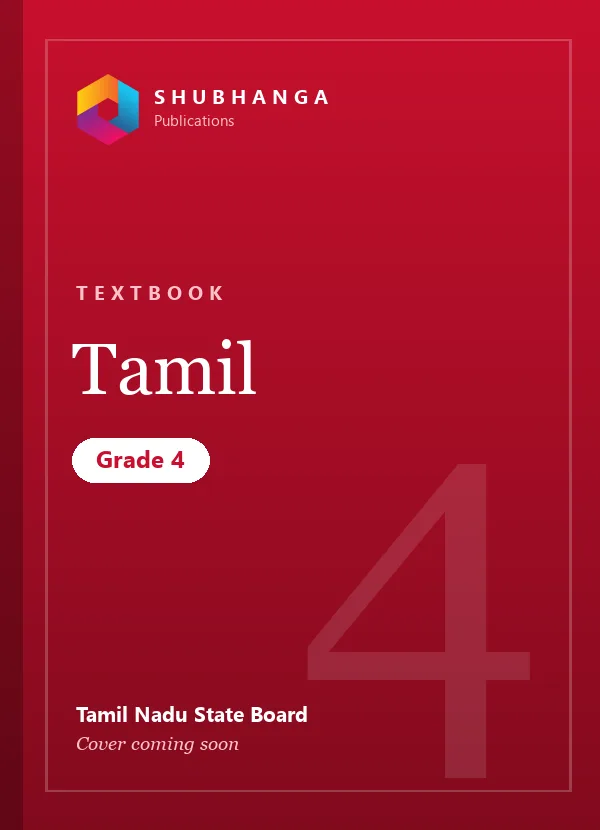 SHUBHANGA
Publications
TEXTBOOK
Tamil
Grade 4
4
Tamil Nadu State Board
Cover coming soon